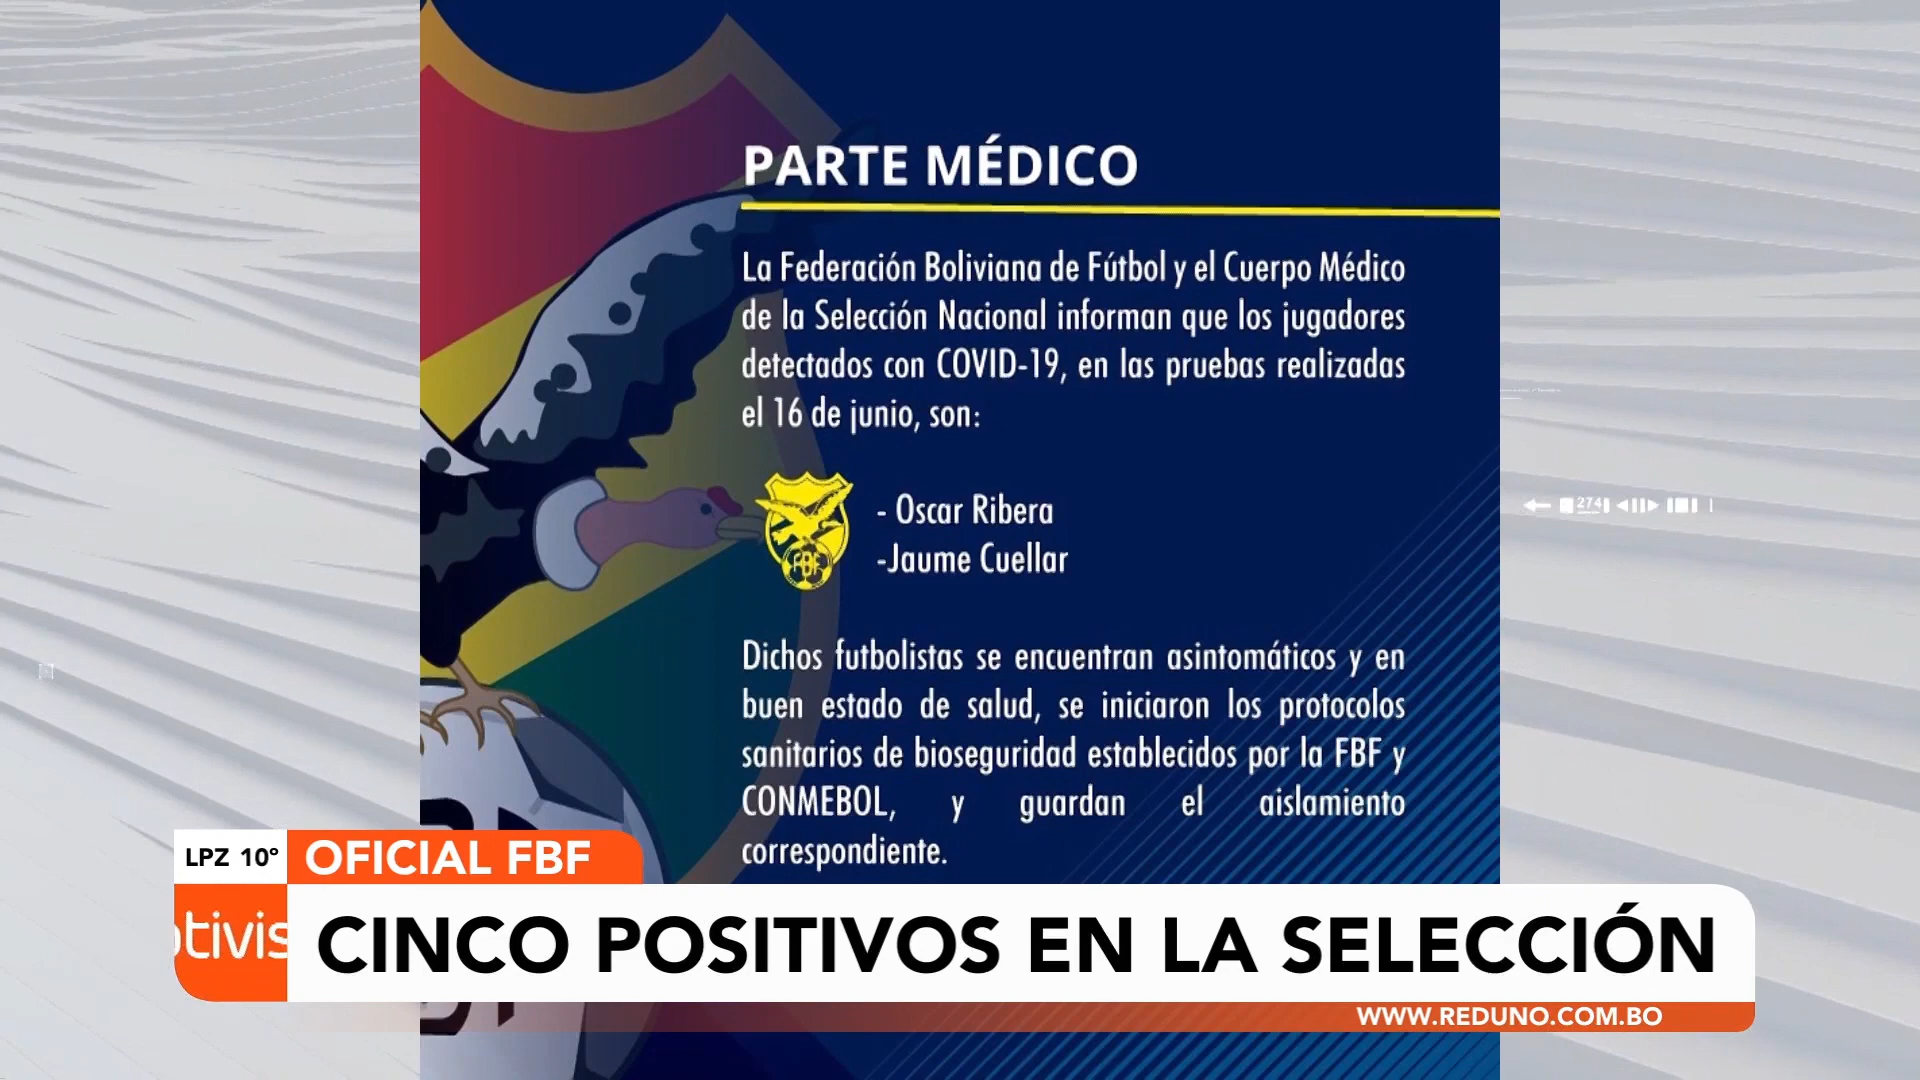 PARTE MÉDICO
La Federación Boliviana de Fútbol y el Cuerpo Médico
de la Selección Nacional informan que los jugadores
detectados con COVID-19, en las pruebas realizadas
el 16 de junio, son:
FBF
- Oscar Ribera
-Jaume Cuellar
Dichos futbolistas se encuentran asintomáticos y en
buen estado de salud, se iniciaron los protocolos
sanitarios de bioseguridad establecidos por la FBF y
CONMEBOL, y guardan el aislamiento
correspondiente.
274
LPZ 10º
OFICIAL FBF
otivis
CINCO POSITIVOS EN LA SELECCIÓN
WWW.REDUNO.COM.BO